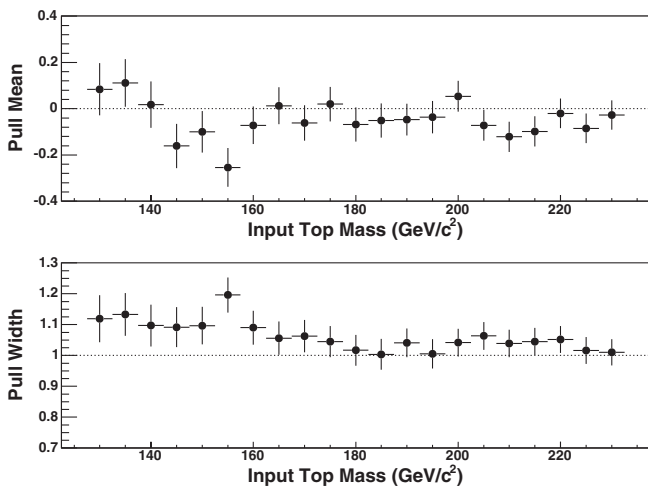 0.4
0.2
0
-0.2
-0.4
Pull Mean
140 160 180 200 220
Input Top Mass (GeV/c²)
1.3
1.2
1.1
1
0.9
0.8
0.7
Pull Width
140 160 180 200 220
Input Top Mass (GeV/c²)